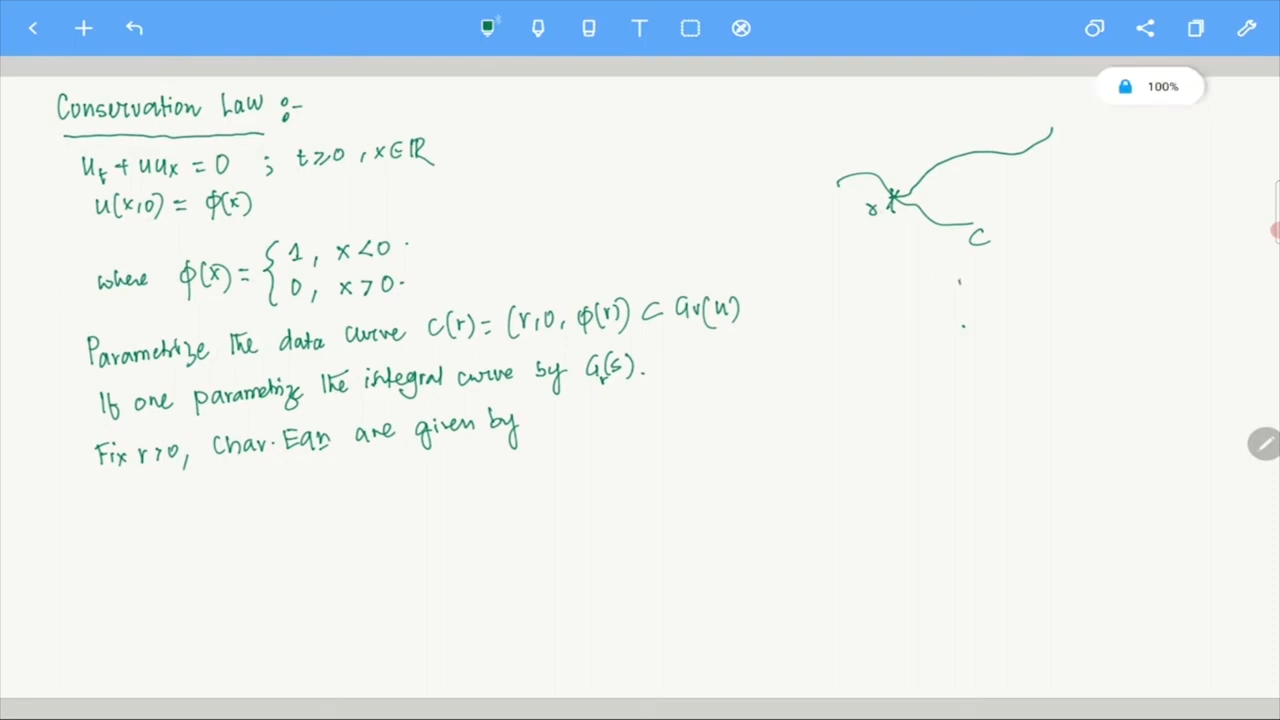 100%
Conservation Law :-
u_t + uu_x = 0 ; t≥0, x∈ℝ
u(x,0) = ϕ(x)
where ϕ(x) = { 1, x<0.
0, x>0.
Parametrize the data curve C(r) = (r,0, ϕ(r)) ⊂ Gr(u)
If one parametrize the integral curve by G_r(s).
Fix r>0, Char. Eqn are given by
r
C